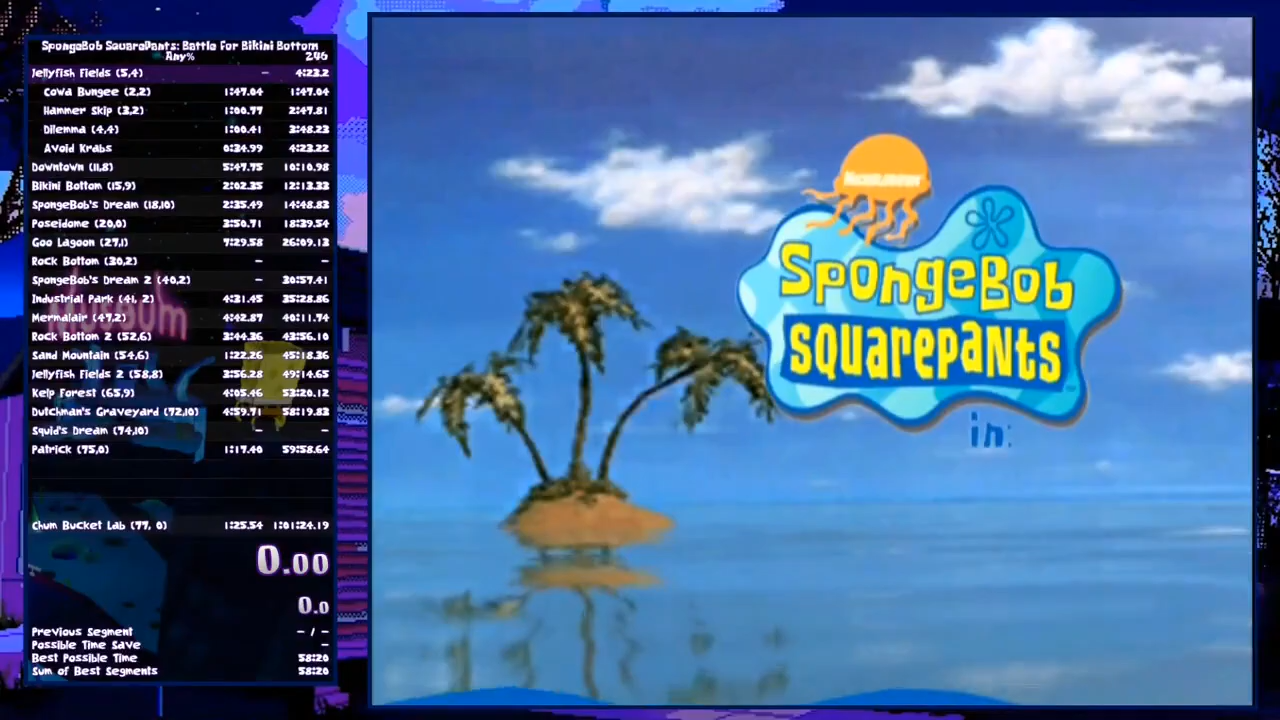 SpongeBob SquarePants: Battle For Bikini Bottom
Any% 246
Jellyfish Fields (5,4) – 4:23.2
Cowa Bungee (2,2) 1:47.04 1:47.04
Hammer Skip (3,2) 1:00.77 2:47.81
Dilemma (4,4) 1:00.41 3:48.23
Avoid Krabs 0:34.99 4:23.22
Downtown (11,8) 5:47.75 10:10.98
Bikini Bottom (15,9) 2:02.35 12:13.33
SpongeBob's Dream (18,10) 2:35.49 14:48.83
Poseidome (20,0) 3:50.71 18:39.54
Goo Lagoon (27,1) 7:29.58 26:09.13
Rock Bottom (30,2) – –
SpongeBob's Dream 2 (40,2) – 30:57.41
Industrial Park (41, 2) 4:31.45 35:28.86
Mermalair (47,2) 4:42.87 40:11.74
Rock Bottom 2 (52,6) 3:44.36 43:56.10
Sand Mountain (54,6) 1:22.26 45:18.36
Jellyfish Fields 2 (58,8) 3:56.28 49:14.65
Kelp Forest (65,9) 4:05.46 53:20.12
Dutchman's Graveyard (72,10) 4:59.71 58:19.83
Squid's Dream (74,10) – –
Patrick (75,0) 1:17.40 59:58.64
Chum Bucket Lab (77, 0) 1:25.54 1:01:24.19
0.00
0.0
Previous Segment – / –
Possible Time Save –
Best Possible Time 58:20
Sum of Best Segments 58:20
NICKELODEON
SpongeBob
SQUAREPANTS
in: